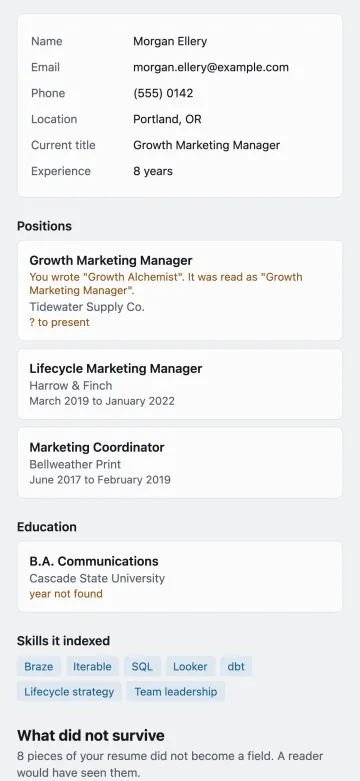 Name Morgan Ellery
Email morgan.ellery@example.com
Phone (555) 0142
Location Portland, OR
Current title Growth Marketing Manager
Experience 8 years
Positions
Growth Marketing Manager
You wrote "Growth Alchemist". It was read as "Growth
Marketing Manager".
Tidewater Supply Co.
? to present
Lifecycle Marketing Manager
Harrow & Finch
March 2019 to January 2022
Marketing Coordinator
Bellweather Print
June 2017 to February 2019
Education
B.A. Communications
Cascade State University
year not found
Skills it indexed
Braze Iterable SQL Looker dbt
Lifecycle strategy Team leadership
What did not survive
8 pieces of your resume did not become a field. A reader
would have seen them.